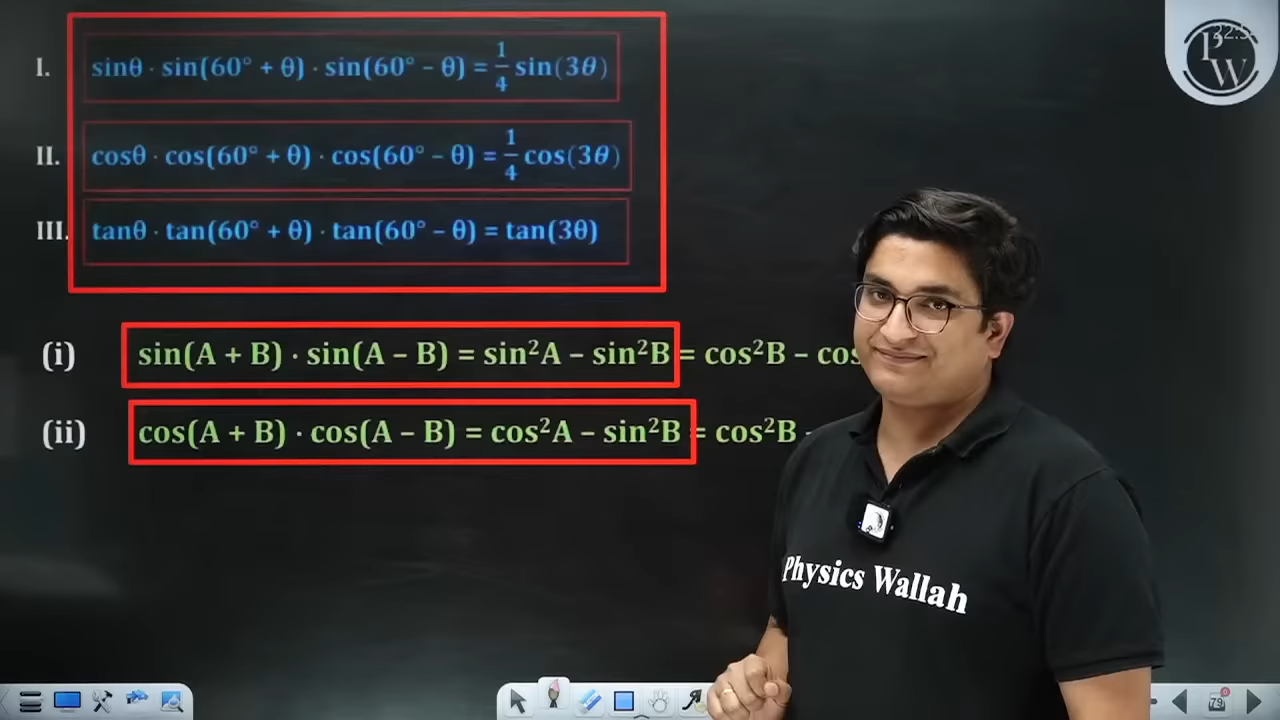 I. sinθ · sin(60° + θ) · sin(60° − θ) = 1/4 sin(3θ)
II. cosθ · cos(60° + θ) · cos(60° − θ) = 1/4 cos(3θ)
III. tanθ · tan(60° + θ) · tan(60° − θ) = tan(3θ)
(i) sin(A + B) · sin(A − B) = sin²A − sin²B = cos²B − cos
(ii) cos(A + B) · cos(A − B) = cos²A − sin²B = cos²B −
P
W
Physics Wallah
79